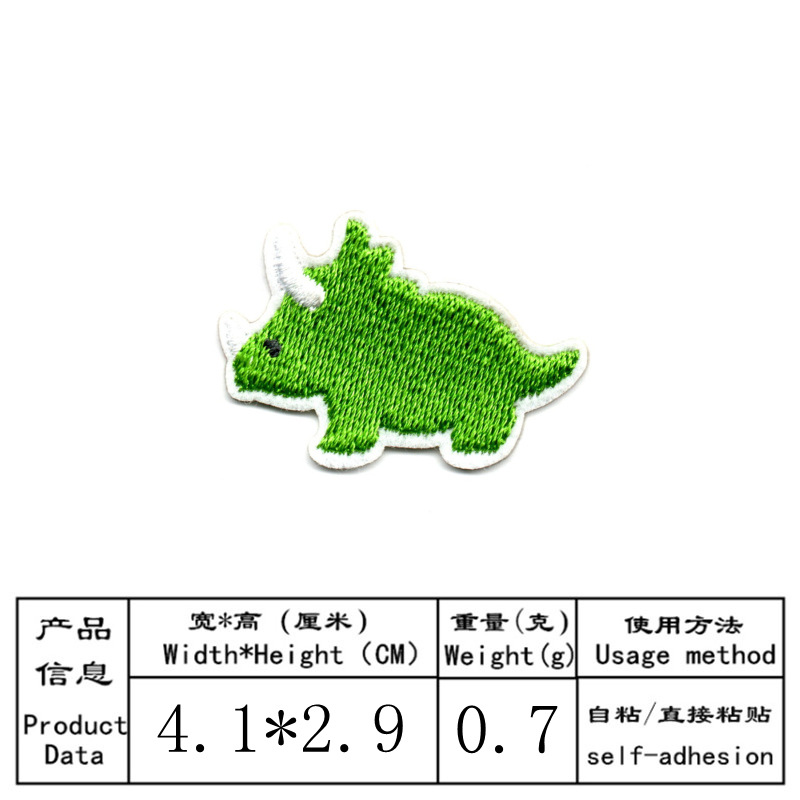 产品
信息
Product
Data
宽*高（厘米）
Width*Height（CM）
重量(克)
Weight(g)
使用方法
Usage method
4.1*2.9
0.7
自粘/直接粘贴
self-adhesion